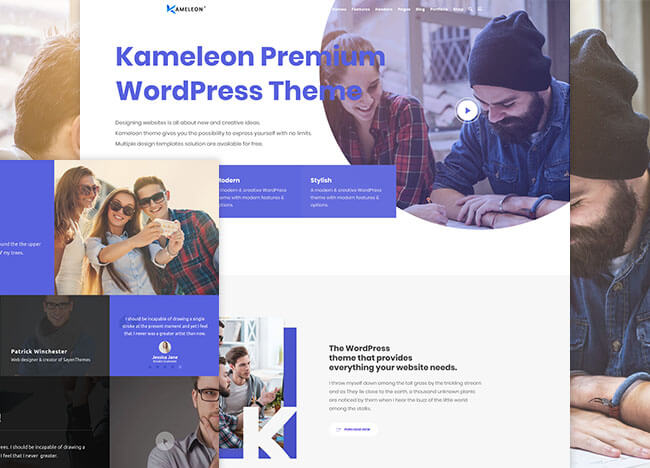 KAMELEON
Features
Headers
Pages
Blog
Portfolio
Shop
Kameleon Premium
WordPress Theme
Designing websites is all about new and creative ideas.
Kameleon theme gives you the possibility to express yourself with no limits.
Multiple design templates solution are available for free.
Modern
A modern & creative WordPress
theme with modern features &
options.
Stylish
A modern & creative WordPress
theme with modern features &
options.
ound the the upper
of my trees.
I should be incapable of drawing a single
stroke at the present moment and yet I feel
that I never was a greater artist than now.
Jessica Jane
Patrick Winchester
Web designer & creator of SayenThemes
!
rees. I should be incapable of drawing a
feel that I never was a greater.
K
The WordPress
theme that provides
everything your website needs.
I throw myself down among the tall grass by the trickling stream
and as They lie close to the earth, a thousand unknown plants
are noticed by them when I hear the buzz of the little world
among the stalks.
PURCHASE NOW